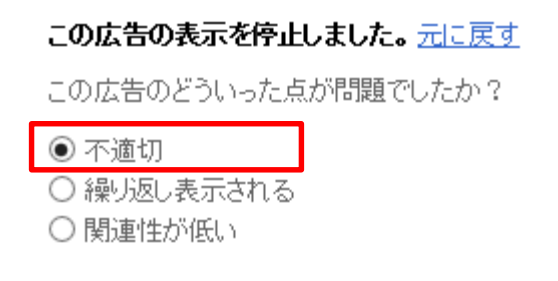 この広告の表示を停止しました。元に戻す
この広告のどういった点が問題でしたか？
不適切
繰り返し表示される
関連性が低い